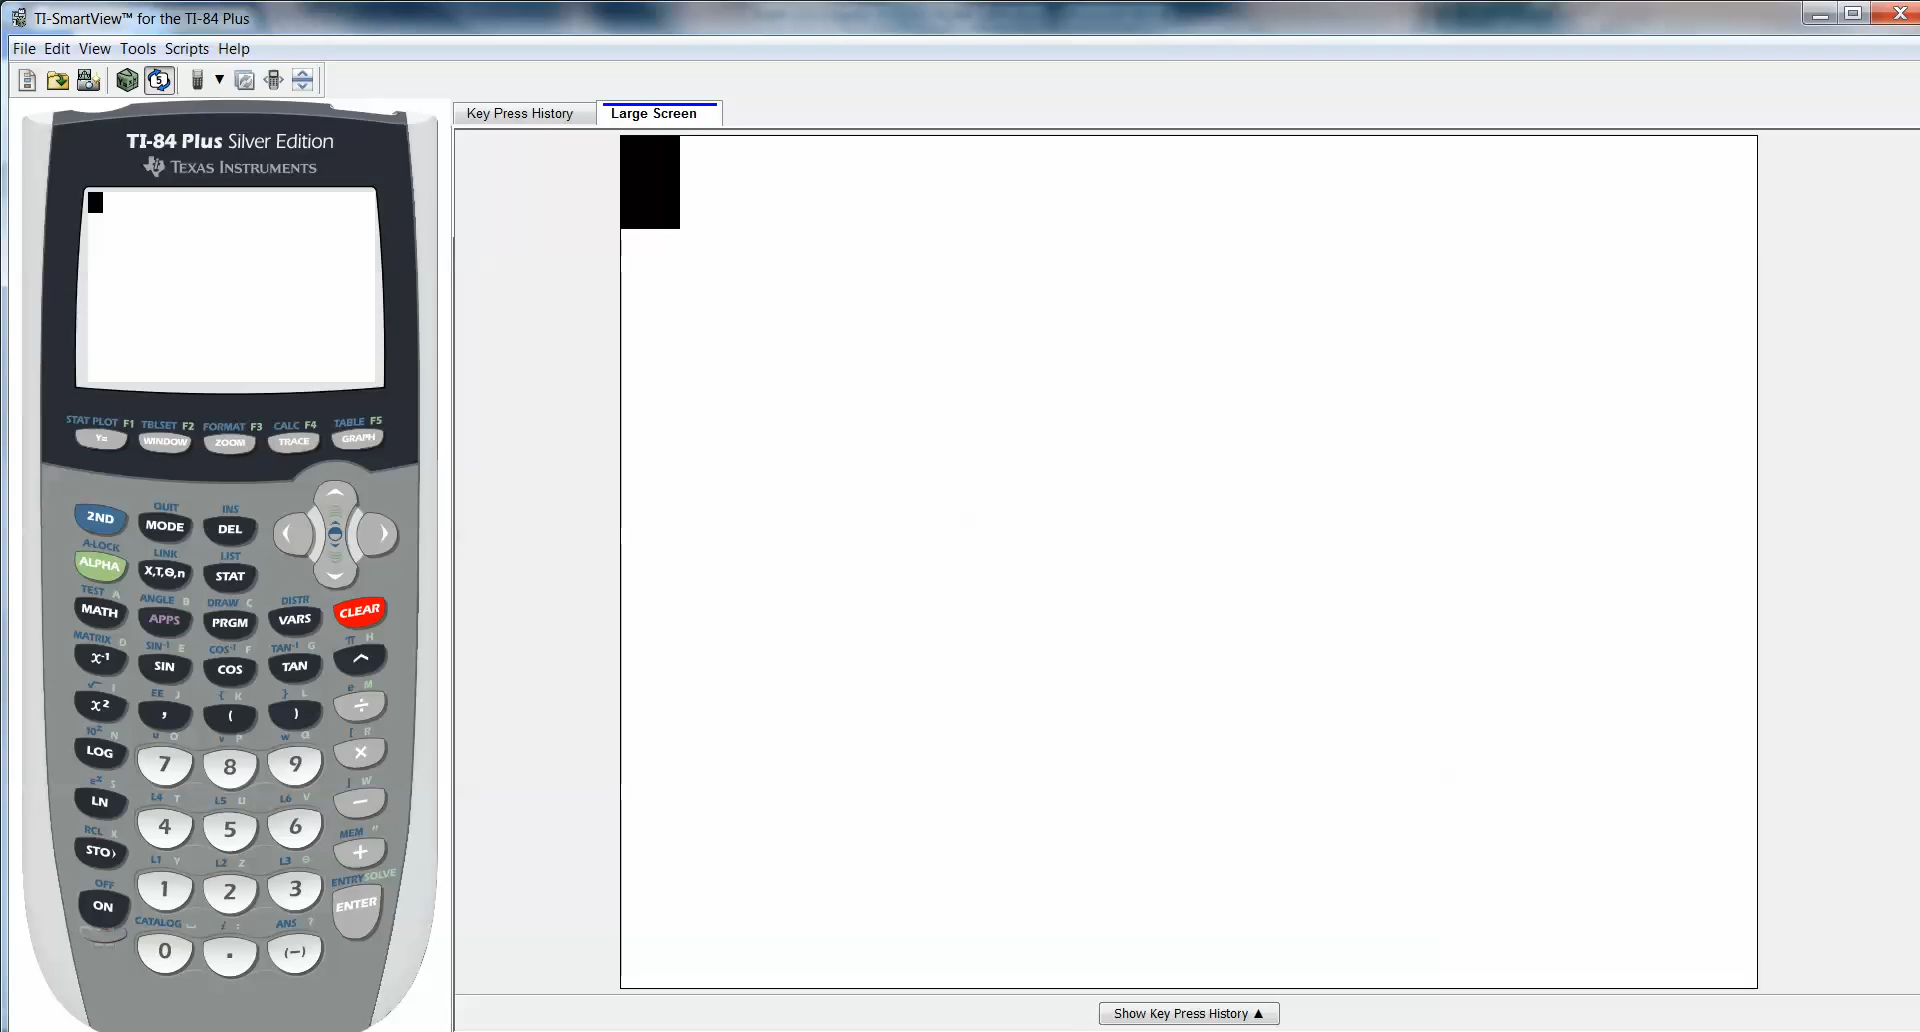 TI-SmartView™ for the TI-84 Plus
File Edit View Tools Scripts Help
Key Press History
Large Screen
TI-84 Plus Silver Edition
TEXAS INSTRUMENTS
STAT PLOT F1 TBLSET F2 FORMAT F3 CALC F4 TABLE F5
Y= WINDOW ZOOM TRACE GRAPH
QUIT INS
2ND MODE DEL
A-LOCK LINK LIST
ALPHA X,T,Θ,n STAT
TEST A ANGLE B DRAW C DISTR
MATH APPS PRGM VARS CLEAR
MATRIX D SIN-1 E COS-1 F TAN-1 G π H
x-1 SIN COS TAN ^
√ I EE J { K } L e M
x2 , ( ) ÷
10x N u O v P w Q [ R
LOG 7 8 9 ×
ex S L4 T L5 U L6 V ] W
LN 4 5 6 −
RCL X L1 Y L2 Z L3 θ MEM "
STO› 1 2 3 +
OFF CATALOG i : ANS ? ENTRY SOLVE
ON 0 . (−) ENTER
Show Key Press History ▲